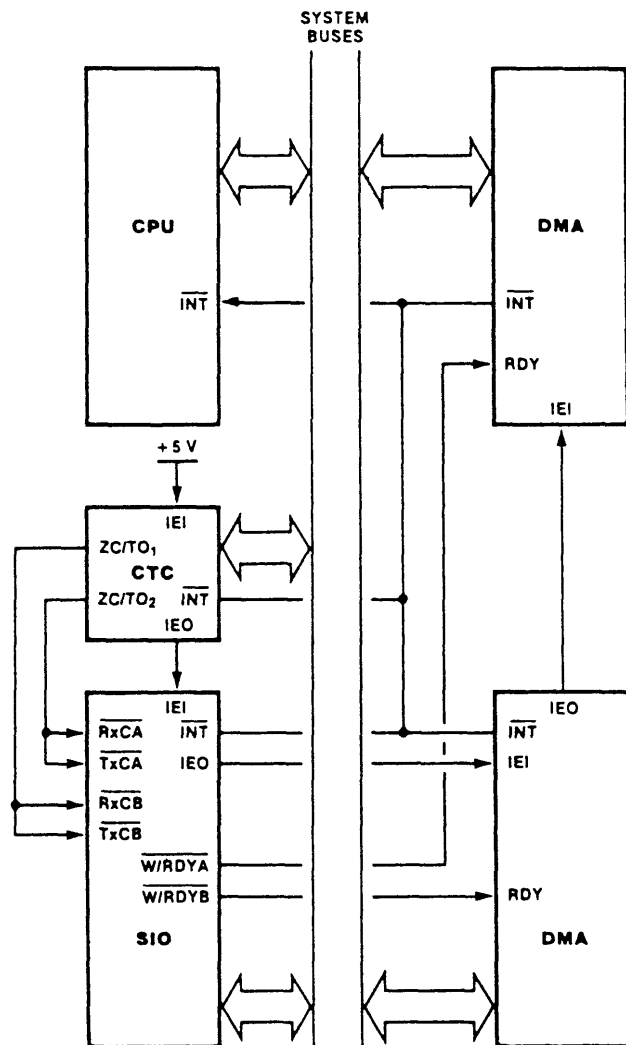 SYSTEM
BUSES
CPU
INT
DMA
INT
RDY
IEI
+5 V
IEI
ZC/TO₁
CTC
ZC/TO₂ INT
IEO
IEI
RxCA INT
TxCA IEO
RxCB
TxCB
W/RDYA
W/RDYB
SIO
IEO
INT
IEI
RDY
DMA